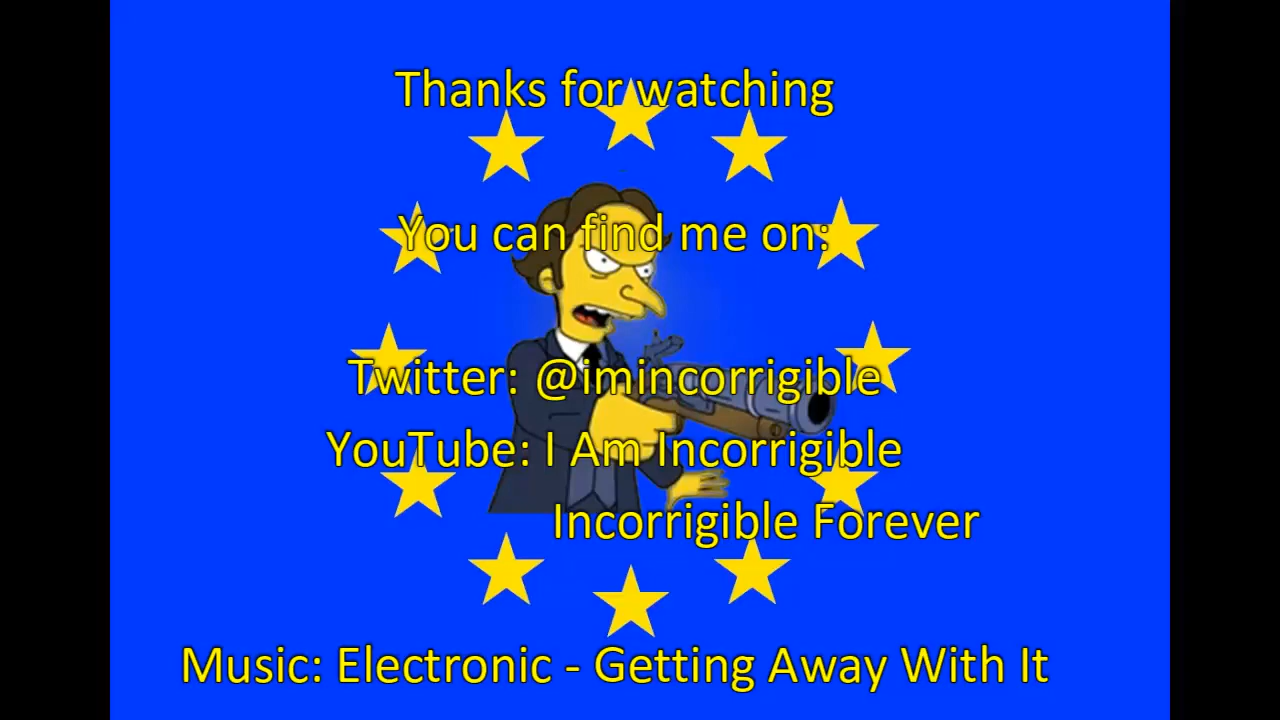 Thanks for watching
You can find me on:
Twitter: @imincorrigible
YouTube: I Am Incorrigible
Incorrigible Forever
Music: Electronic - Getting Away With It